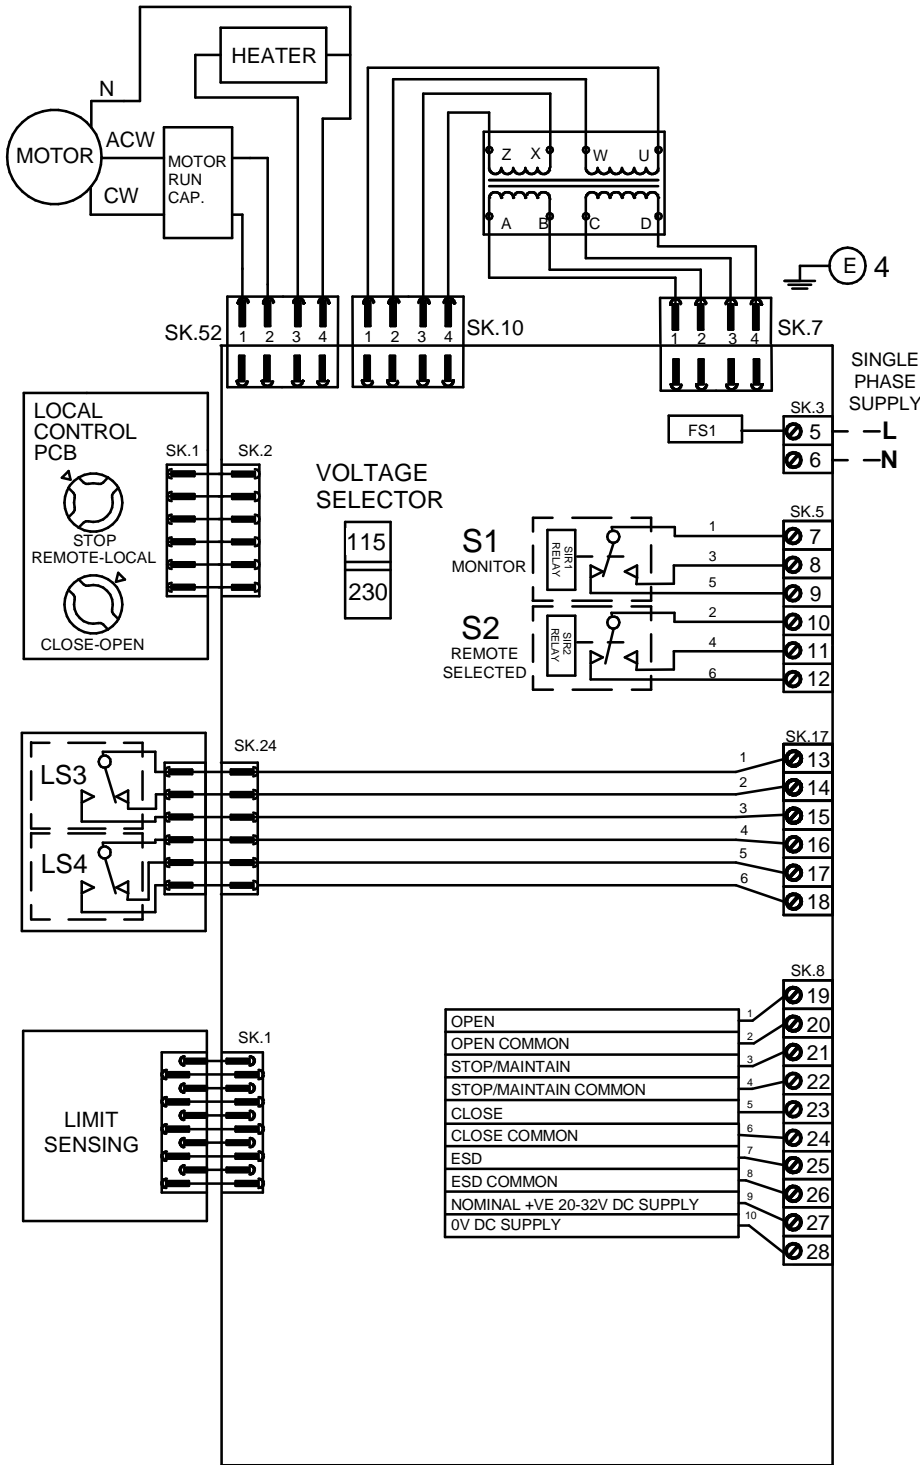 HEATER
N
ACW
MOTOR
CW
MOTOR
RUN
CAP.
Z X W U
A B C D
E 4
SK.52
1 2 3 4
SK.10
1 2 3 4
SK.7
1 2 3 4
SINGLE
PHASE
SUPPLY
SK.3
FS1
5 L
6 N
LOCAL
CONTROL
PCB
STOP
REMOTE-LOCAL
CLOSE-OPEN
SK.1 SK.2
VOLTAGE
SELECTOR
115
230
SK.5
S1
MONITOR
SIR1
RELAY
1 7
3 8
5 9
S2
REMOTE
SELECTED
SIR2
RELAY
2 10
4 11
6 12
LS3
LS4
SK.24
SK.17
1 13
2 14
3 15
4 16
5 17
6 18
LIMIT
SENSING
SK.1
SK.8
OPEN 1 19
OPEN COMMON 2 20
STOP/MAINTAIN 3 21
STOP/MAINTAIN COMMON 4 22
CLOSE 5 23
CLOSE COMMON 6 24
ESD 7 25
ESD COMMON 8 26
NOMINAL +VE 20-32V DC SUPPLY 9 27
0V DC SUPPLY 10 28